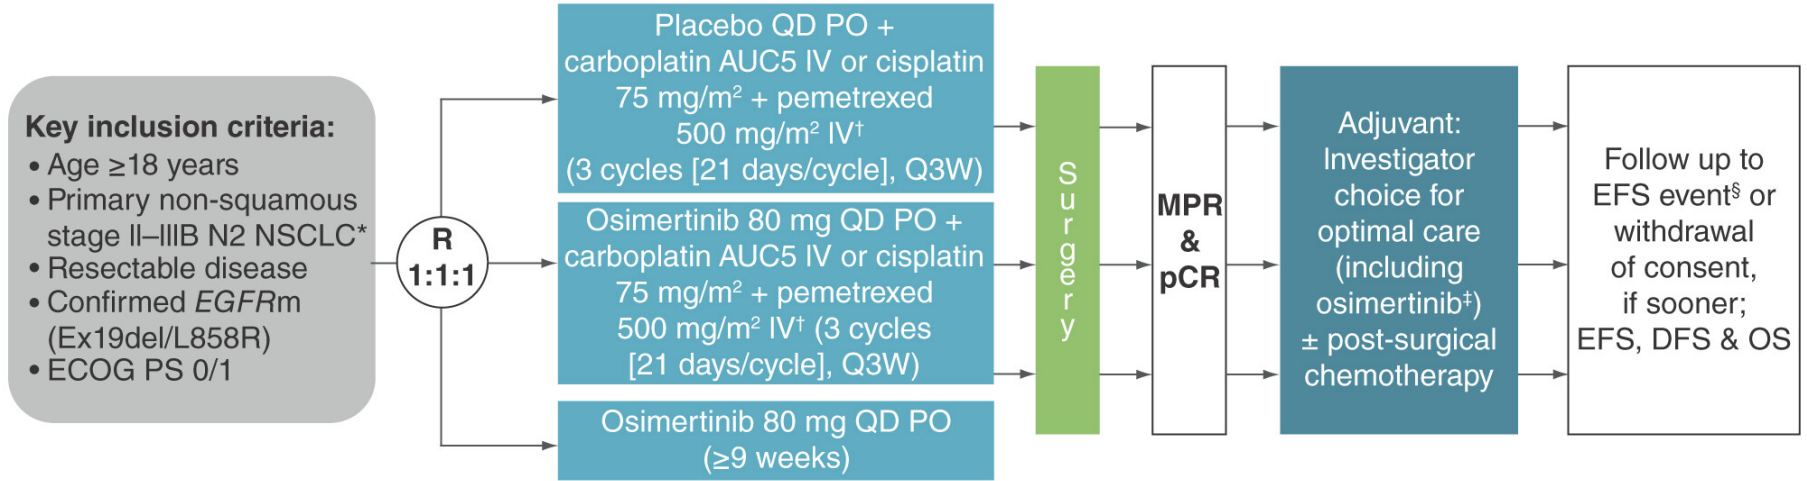 Key inclusion criteria:
• Age ≥18 years
• Primary non-squamous
stage II–IIIB N2 NSCLC*
• Resectable disease
• Confirmed EGFRm
(Ex19del/L858R)
• ECOG PS 0/1
R
1:1:1
Placebo QD PO +
carboplatin AUC5 IV or cisplatin
75 mg/m² + pemetrexed
500 mg/m² IV†
(3 cycles [21 days/cycle], Q3W)
Osimertinib 80 mg QD PO +
carboplatin AUC5 IV or cisplatin
75 mg/m² + pemetrexed
500 mg/m² IV† (3 cycles
[21 days/cycle], Q3W)
Osimertinib 80 mg QD PO
(≥9 weeks)
Surgery
MPR
&
pCR
Adjuvant:
Investigator
choice for
optimal care
(including
osimertinib‡)
± post-surgical
chemotherapy
Follow up to
EFS event§ or
withdrawal
of consent,
if sooner;
EFS, DFS & OS